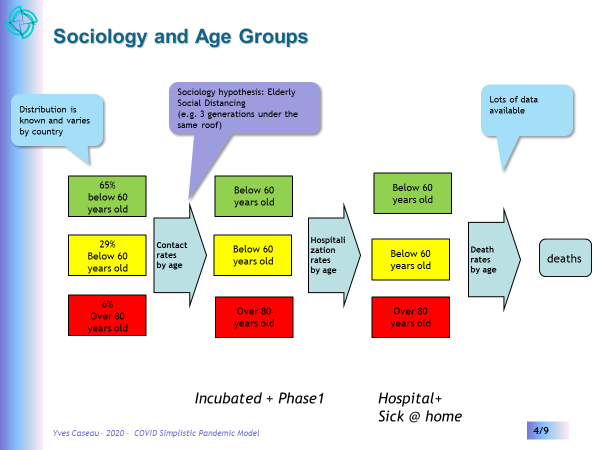 Sociology and Age Groups
Distribution is
known and varies
by country
Sociology hypothesis: Elderly
Social Distancing
(e.g. 3 generations under the
same roof)
Lots of data
available
65%
below 60
years old
Below 60
years old
Below 60
years old
29%
Below 60
years old
Contact
rates
by age
Below 60
years old
Hospitali
zation
rates
by age
Below 60
years old
Death
rates
by age
deaths
6%
Over 80
years old
Over 80
years old
Over 80
years old
Incubated + Phase1
Hospital+
Sick @ home
Yves Caseau - 2020 - COVID Simplistic Pandemic Model
4/9